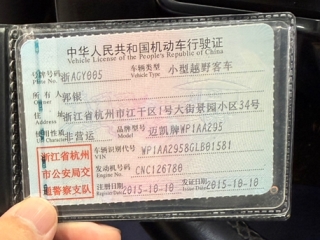 中华人民共和国机动车行驶证
Vehicle License of the People's Republic of China
号牌号码 浙AGY005 车辆类型 小型越野客车
Plate No. Vehicle Type
所有人 郭银
Owner
住址 浙江省杭州市江干区1号大街景园小区34号
Address
使用性质 非营运 品牌型号 迈凯牌WP1AA295
Model
浙江省杭州 车辆识别代号 WP1AA2958GLB01581
VIN
市公安局交 发动机号码 CNC126780
Engine No.
通警察支队 注册日期 2015-10-10 发证日期 2015-10-10
Register Date Issue Date